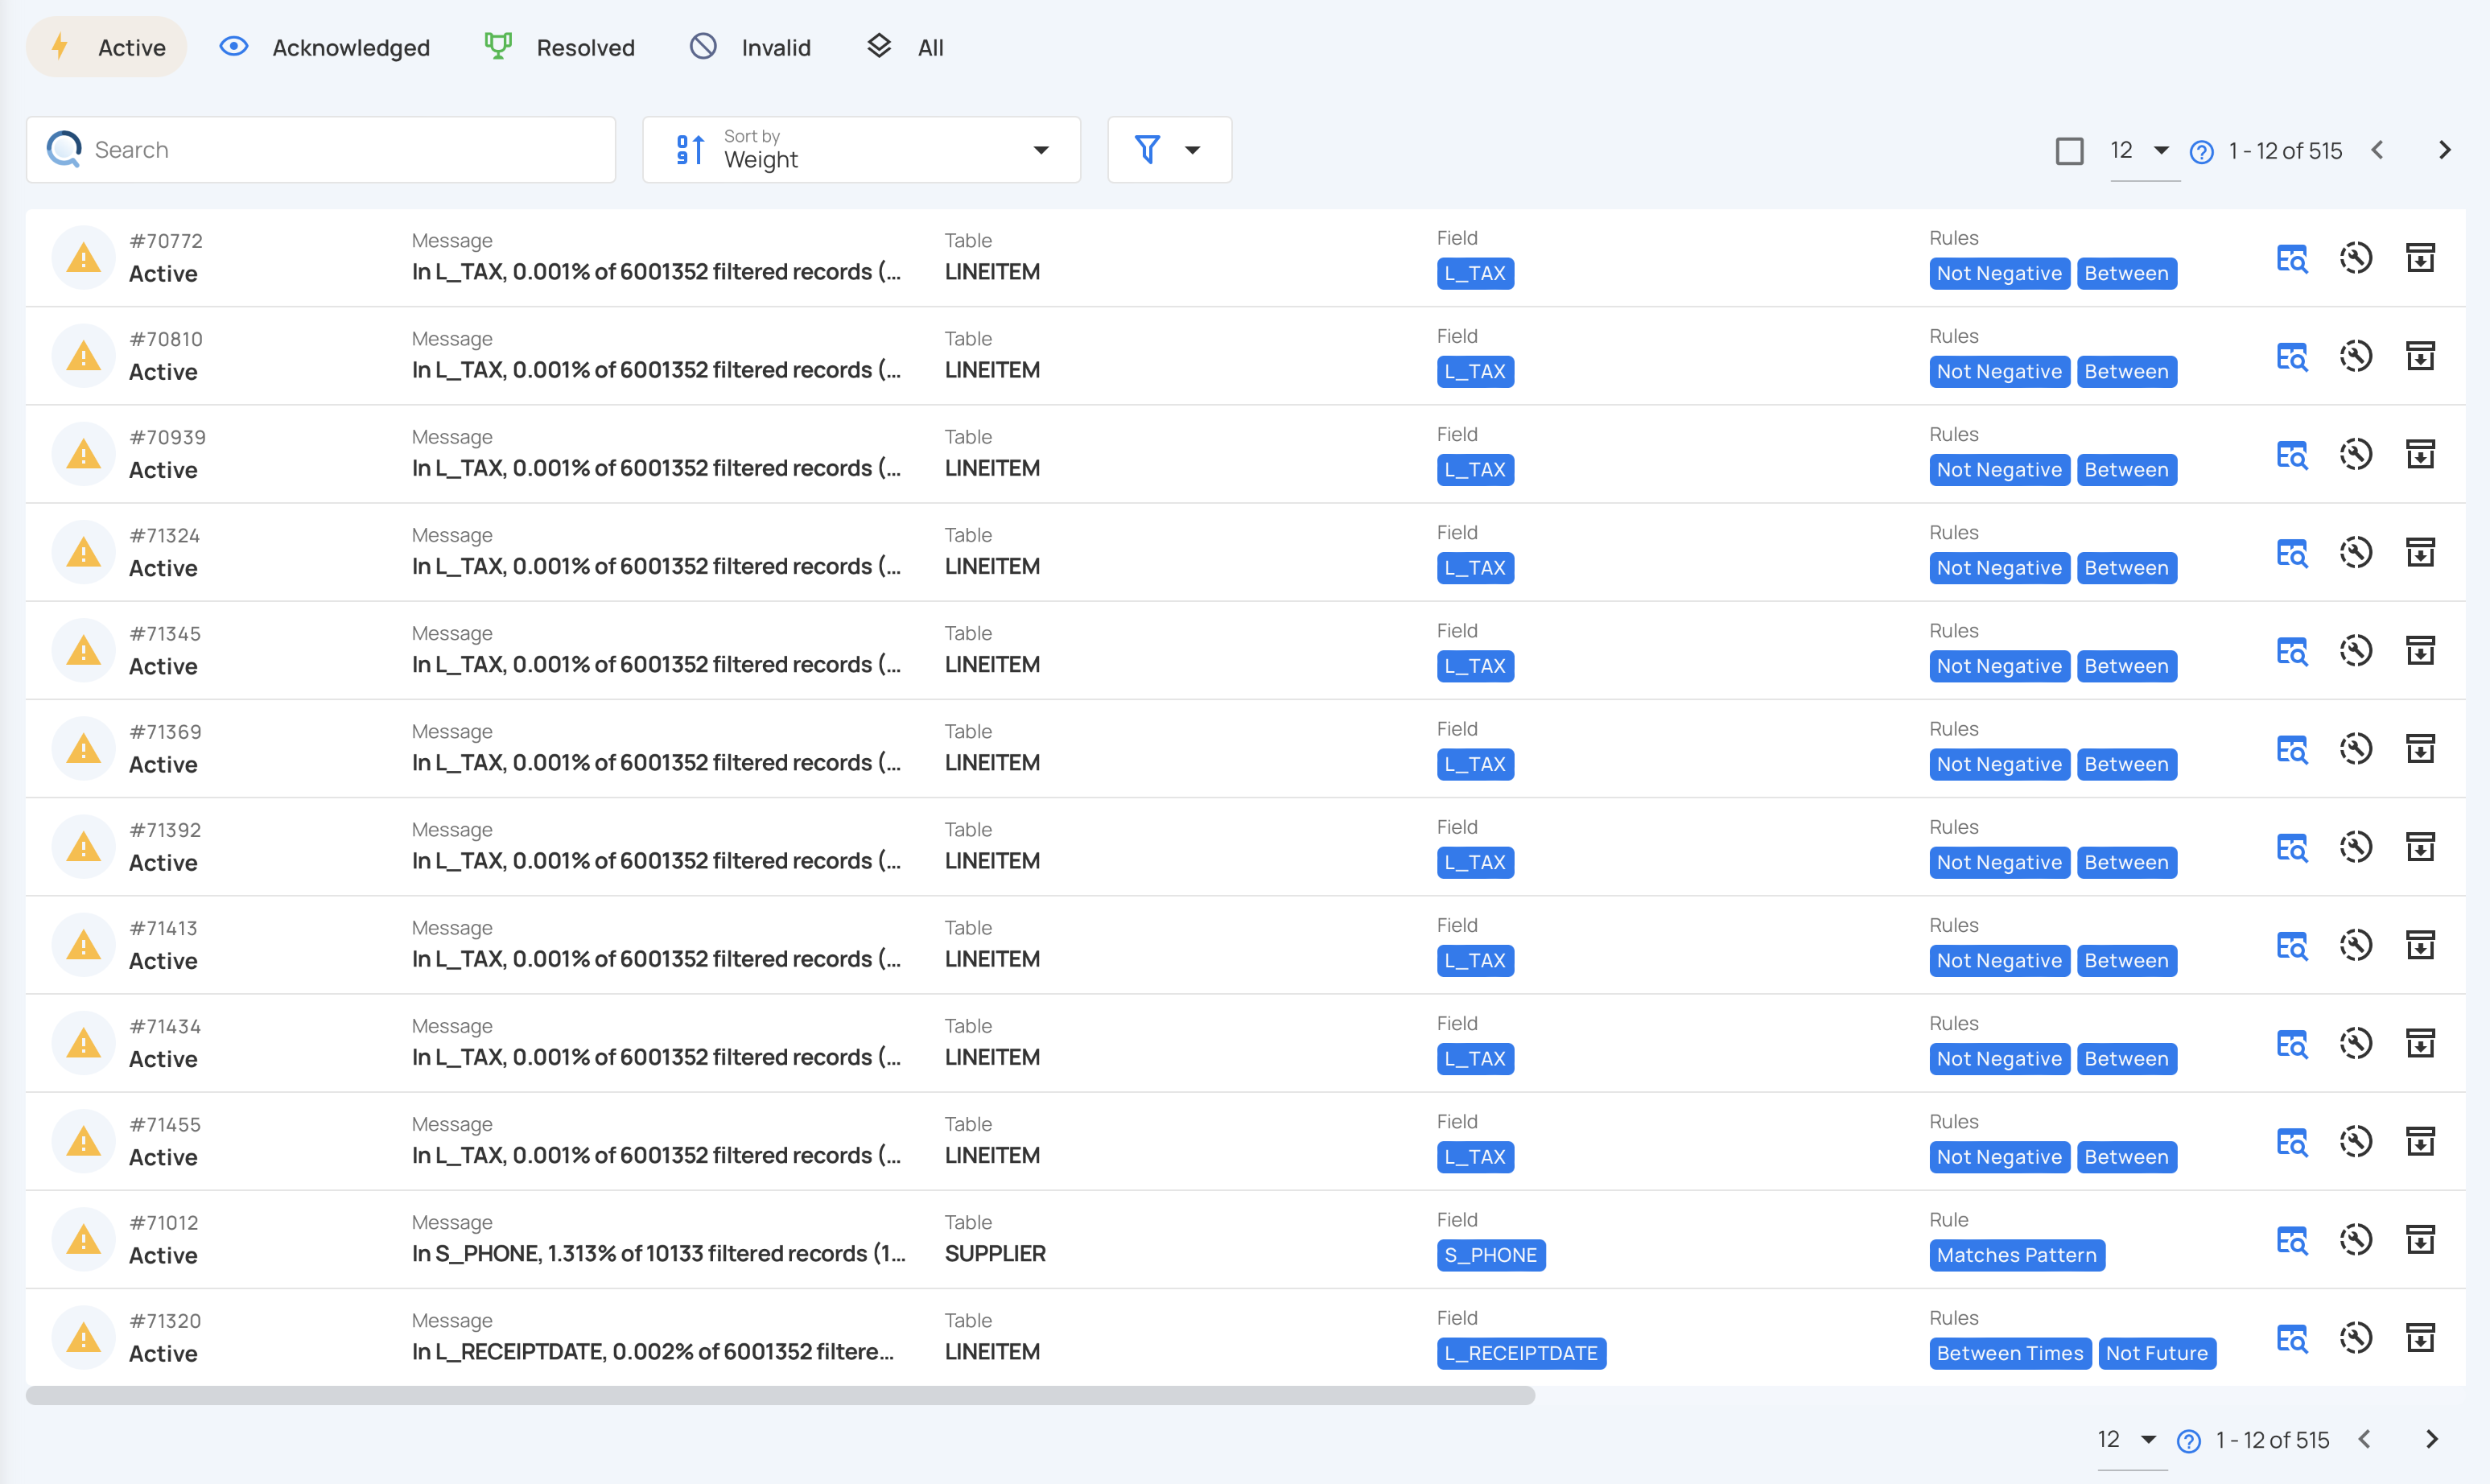 Active Acknowledged Resolved Invalid All
Search
Sort by
Weight
12 1 - 12 of 515
#70772 Message Table Field Rules
Active In L_TAX, 0.001% of 6001352 filtered records (... LINEITEM L_TAX Not Negative Between
#70810 Message Table Field Rules
Active In L_TAX, 0.001% of 6001352 filtered records (... LINEITEM L_TAX Not Negative Between
#70939 Message Table Field Rules
Active In L_TAX, 0.001% of 6001352 filtered records (... LINEITEM L_TAX Not Negative Between
#71324 Message Table Field Rules
Active In L_TAX, 0.001% of 6001352 filtered records (... LINEITEM L_TAX Not Negative Between
#71345 Message Table Field Rules
Active In L_TAX, 0.001% of 6001352 filtered records (... LINEITEM L_TAX Not Negative Between
#71369 Message Table Field Rules
Active In L_TAX, 0.001% of 6001352 filtered records (... LINEITEM L_TAX Not Negative Between
#71392 Message Table Field Rules
Active In L_TAX, 0.001% of 6001352 filtered records (... LINEITEM L_TAX Not Negative Between
#71413 Message Table Field Rules
Active In L_TAX, 0.001% of 6001352 filtered records (... LINEITEM L_TAX Not Negative Between
#71434 Message Table Field Rules
Active In L_TAX, 0.001% of 6001352 filtered records (... LINEITEM L_TAX Not Negative Between
#71455 Message Table Field Rules
Active In L_TAX, 0.001% of 6001352 filtered records (... LINEITEM L_TAX Not Negative Between
#71012 Message Table Field Rule
Active In S_PHONE, 1.313% of 10133 filtered records (1... SUPPLIER S_PHONE Matches Pattern
#71320 Message Table Field Rules
Active In L_RECEIPTDATE, 0.002% of 6001352 filtere... LINEITEM L_RECEIPTDATE Between Times Not Future
12 1 - 12 of 515